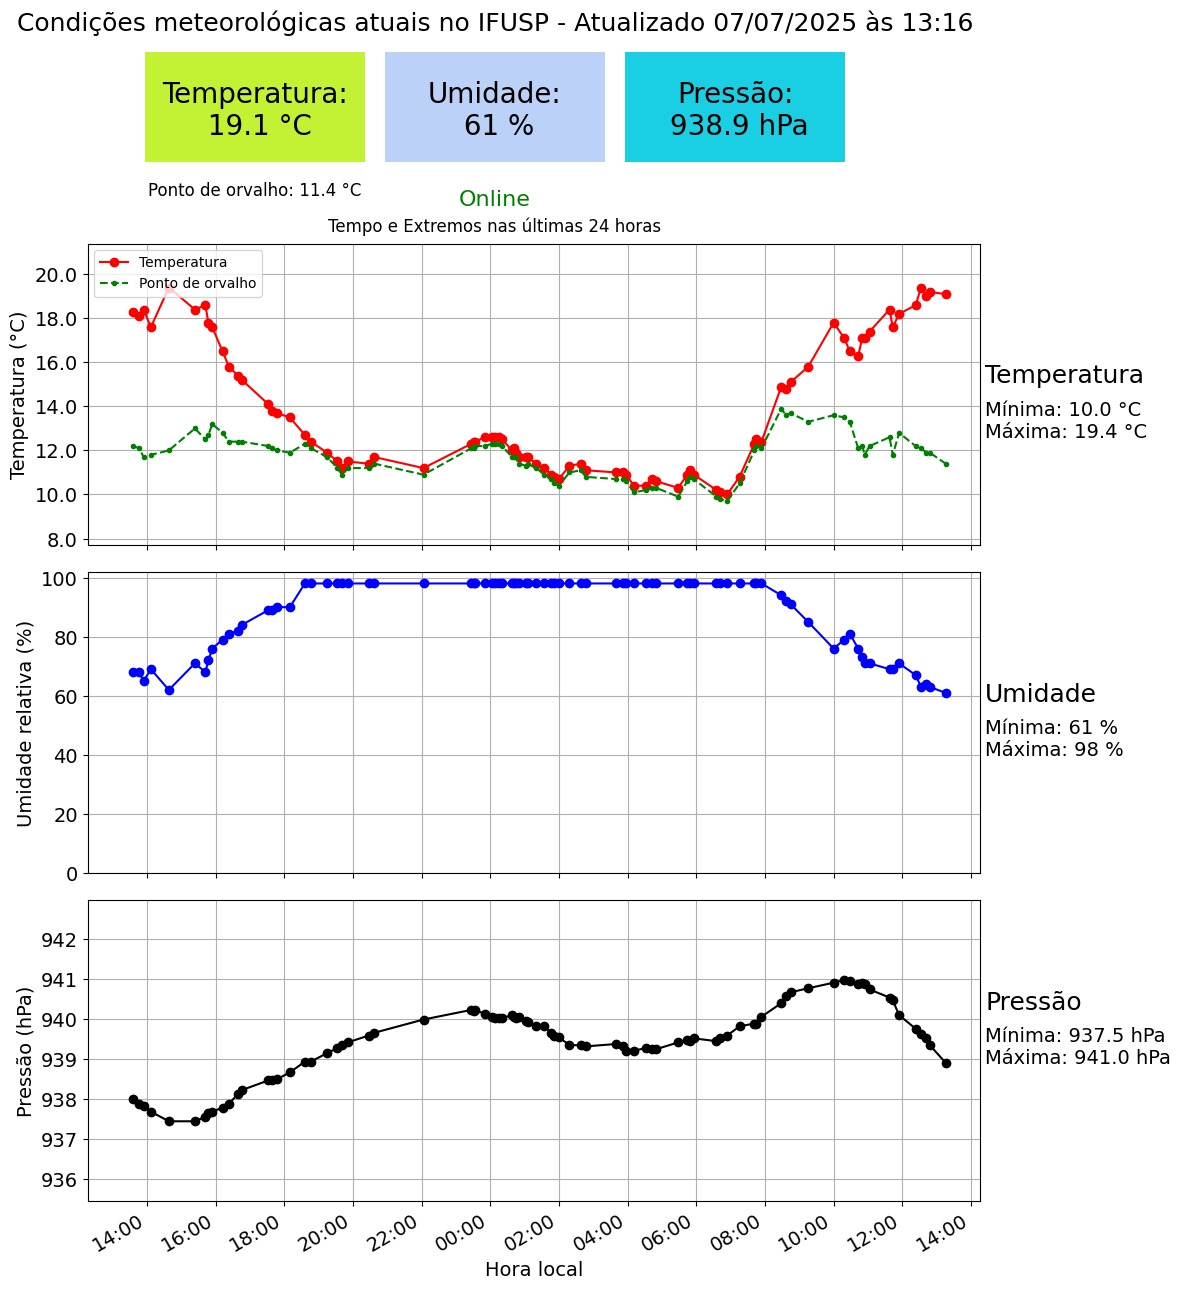 Condições meteorológicas atuais no IFUSP - Atualizado 07/07/2025 às 13:16
Temperatura:
19.1 °C
Umidade:
61 %
Pressão:
938.9 hPa
Ponto de orvalho: 11.4 °C
Online
Tempo e Extremos nas últimas 24 horas
Temperatura
Ponto de orvalho
Temperatura (°C)
20.0
18.0
16.0
14.0
12.0
10.0
8.0
Temperatura
Mínima: 10.0 °C
Máxima: 19.4 °C
Umidade relativa (%)
100
80
60
40
20
0
Umidade
Mínima: 61 %
Máxima: 98 %
Pressão (hPa)
942
941
940
939
938
937
936
Pressão
Mínima: 937.5 hPa
Máxima: 941.0 hPa
14:00
16:00
18:00
20:00
22:00
00:00
02:00
04:00
06:00
08:00
10:00
12:00
14:00
Hora local